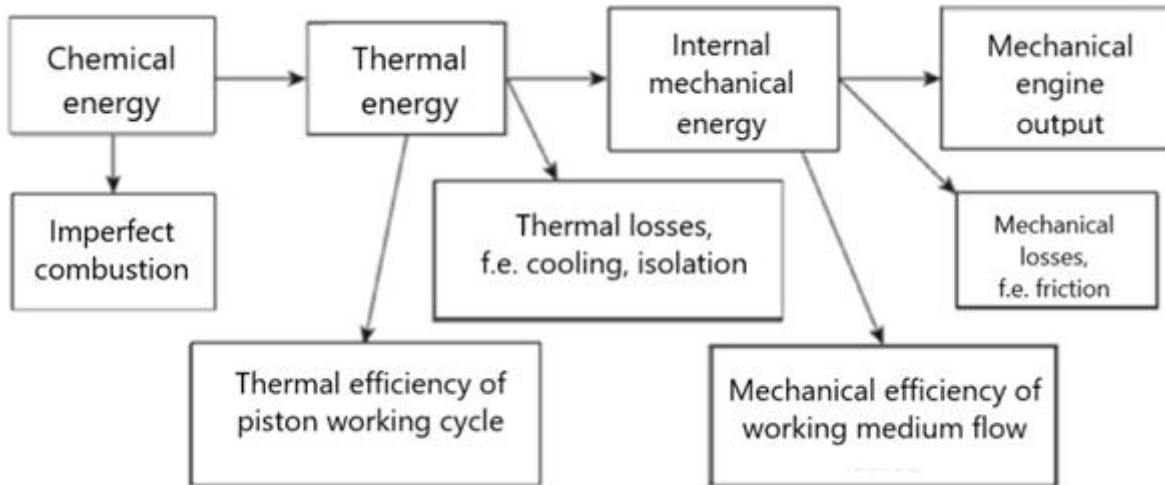 Chemical
energy
Thermal
energy
Internal
mechanical
energy
Mechanical
engine
output
Imperfect
combustion
Thermal losses,
f.e. cooling, isolation
Mechanical
losses,
f.e. friction
Thermal efficiency of
piston working cycle
Mechanical efficiency of
working medium flow